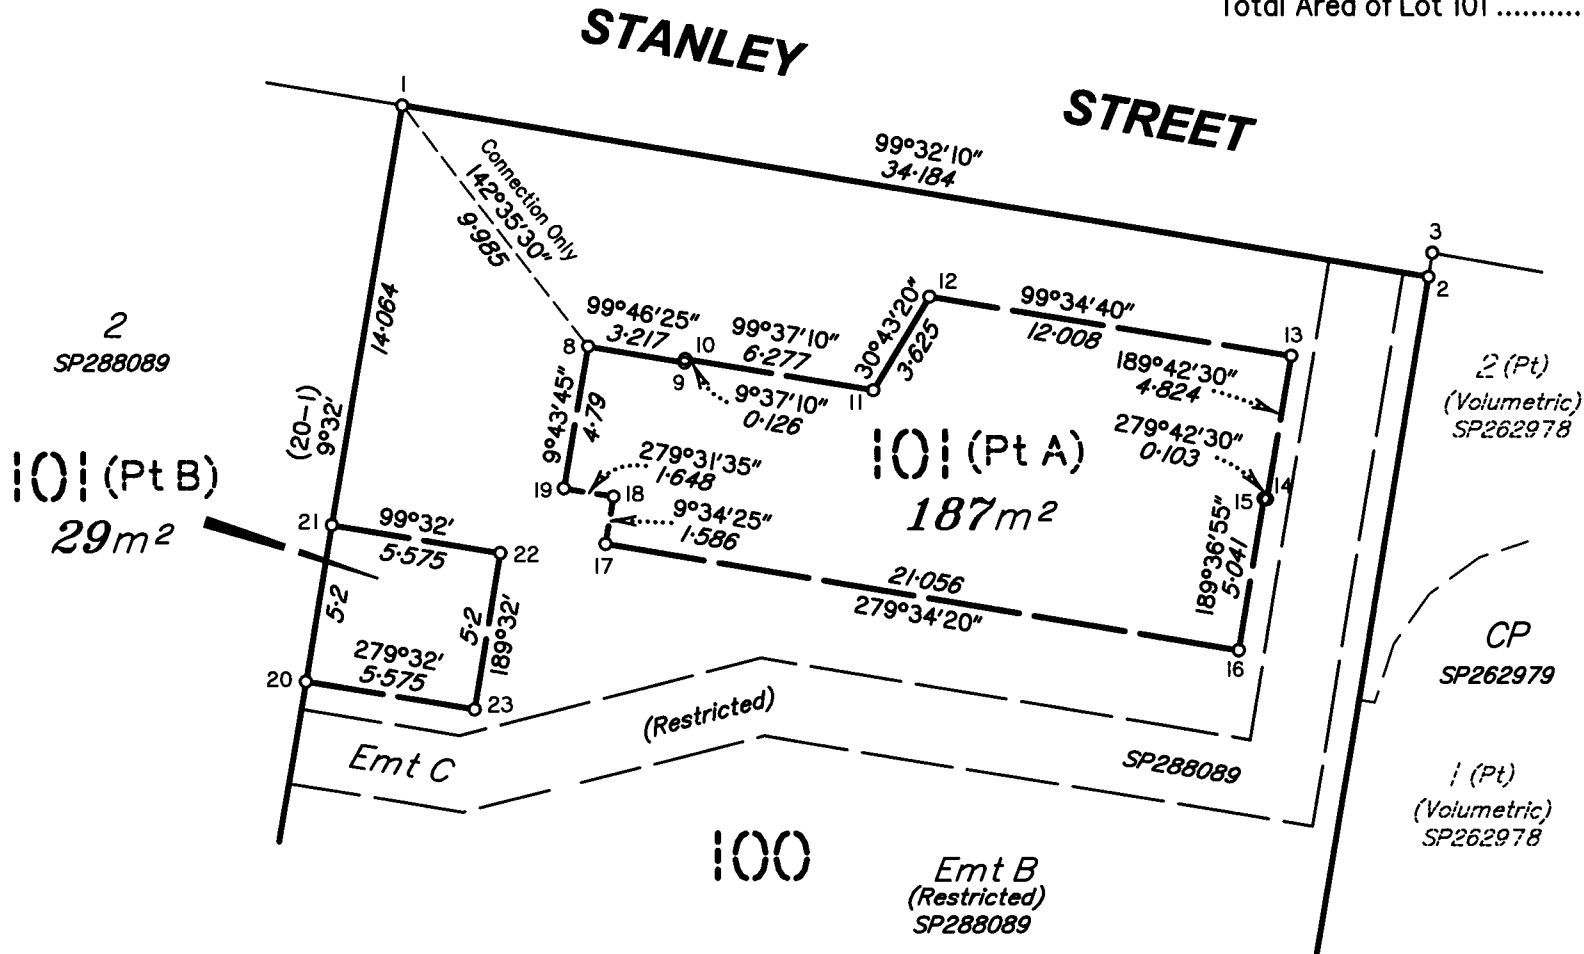 Total Area of Lot 101 ..........
STANLEY STREET
1
99°32'10"
34·184
3
2
Connection Only
142°35'30"
9·985
14·064
(20-1)
9°32'
2
SP288089
8
99°46'25"
3·217
9
10
99°37'10"
6·277
9°37'10"
0·126
11
30°43'20"
3·625
12
99°34'40"
12·008
13
189°42'30"
4·824
279°42'30"
0·103
14
15
189°36'55"
5·041
16
2 (Pt)
(Volumetric)
SP262978
101 (Pt A)
187m²
9°43'45"
4·79
279°31'35"
1·648
19
18
9°34'25"
1·586
17
21·056
279°34'20"
101 (Pt B)
29m²
21
99°32'
5·575
22
5·2
5·2
189°32'
279°32'
5·575
20
23
CP
SP262979
(Restricted)
Emt C
SP288089
1 (Pt)
(Volumetric)
SP262978
100
Emt B
(Restricted)
SP288089